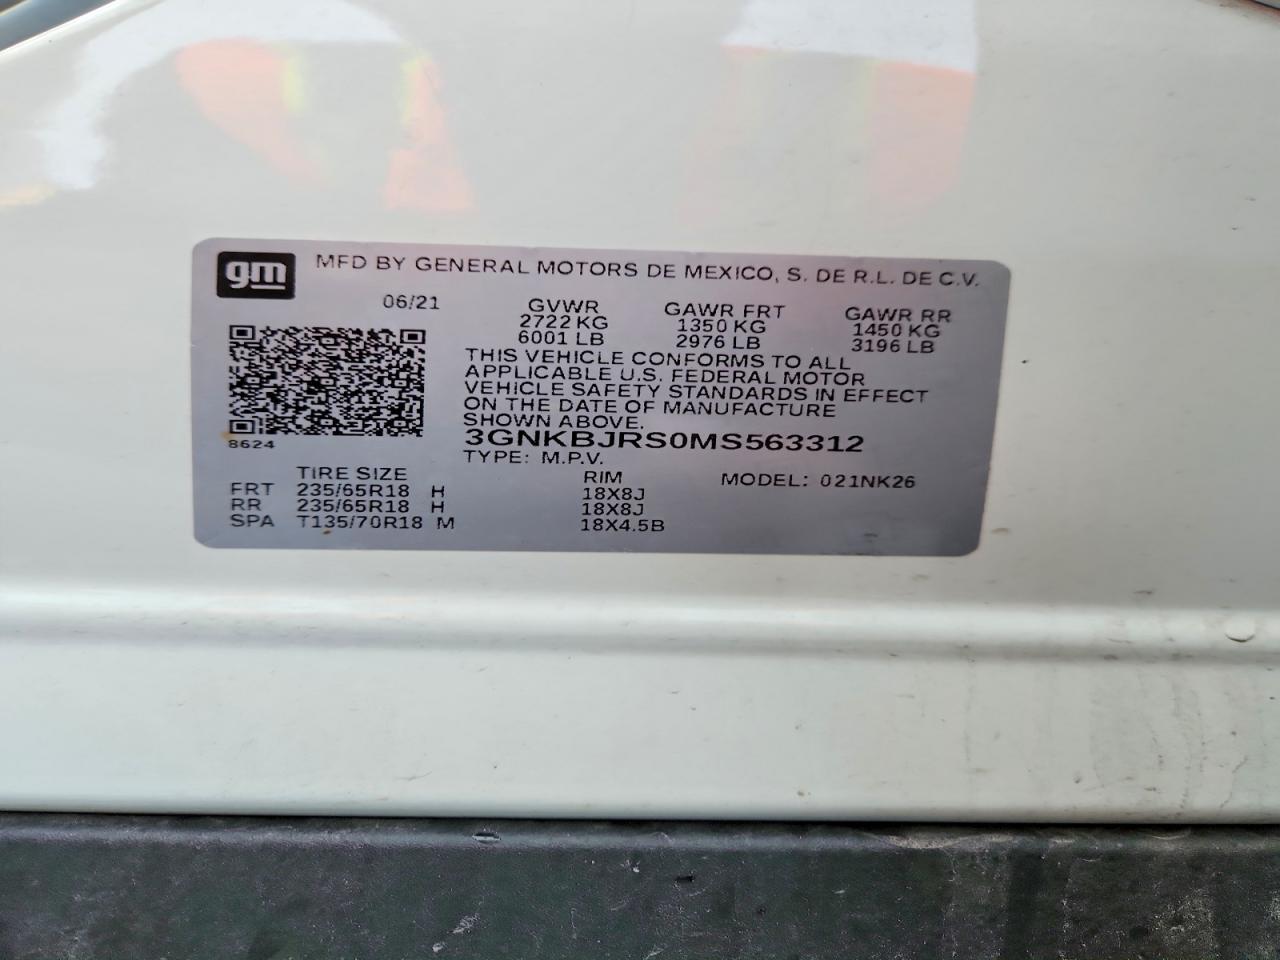 gm
MFD BY GENERAL MOTORS DE MEXICO, S. DE R.L. DE C.V.
06/21 GVWR GAWR FRT GAWR RR
2722 KG 1350 KG 1450 KG
6001 LB 2976 LB 3196 LB
THIS VEHICLE CONFORMS TO ALL
APPLICABLE U.S. FEDERAL MOTOR
VEHICLE SAFETY STANDARDS IN EFFECT
ON THE DATE OF MANUFACTURE
SHOWN ABOVE.
8624 3GNKBJRS0MS563312
TYPE: M.P.V.
TIRE SIZE RIM MODEL: 021NK26
FRT 235/65R18 H 18X8J
RR 235/65R18 H 18X8J
SPA T135/70R18 M 18X4.5B